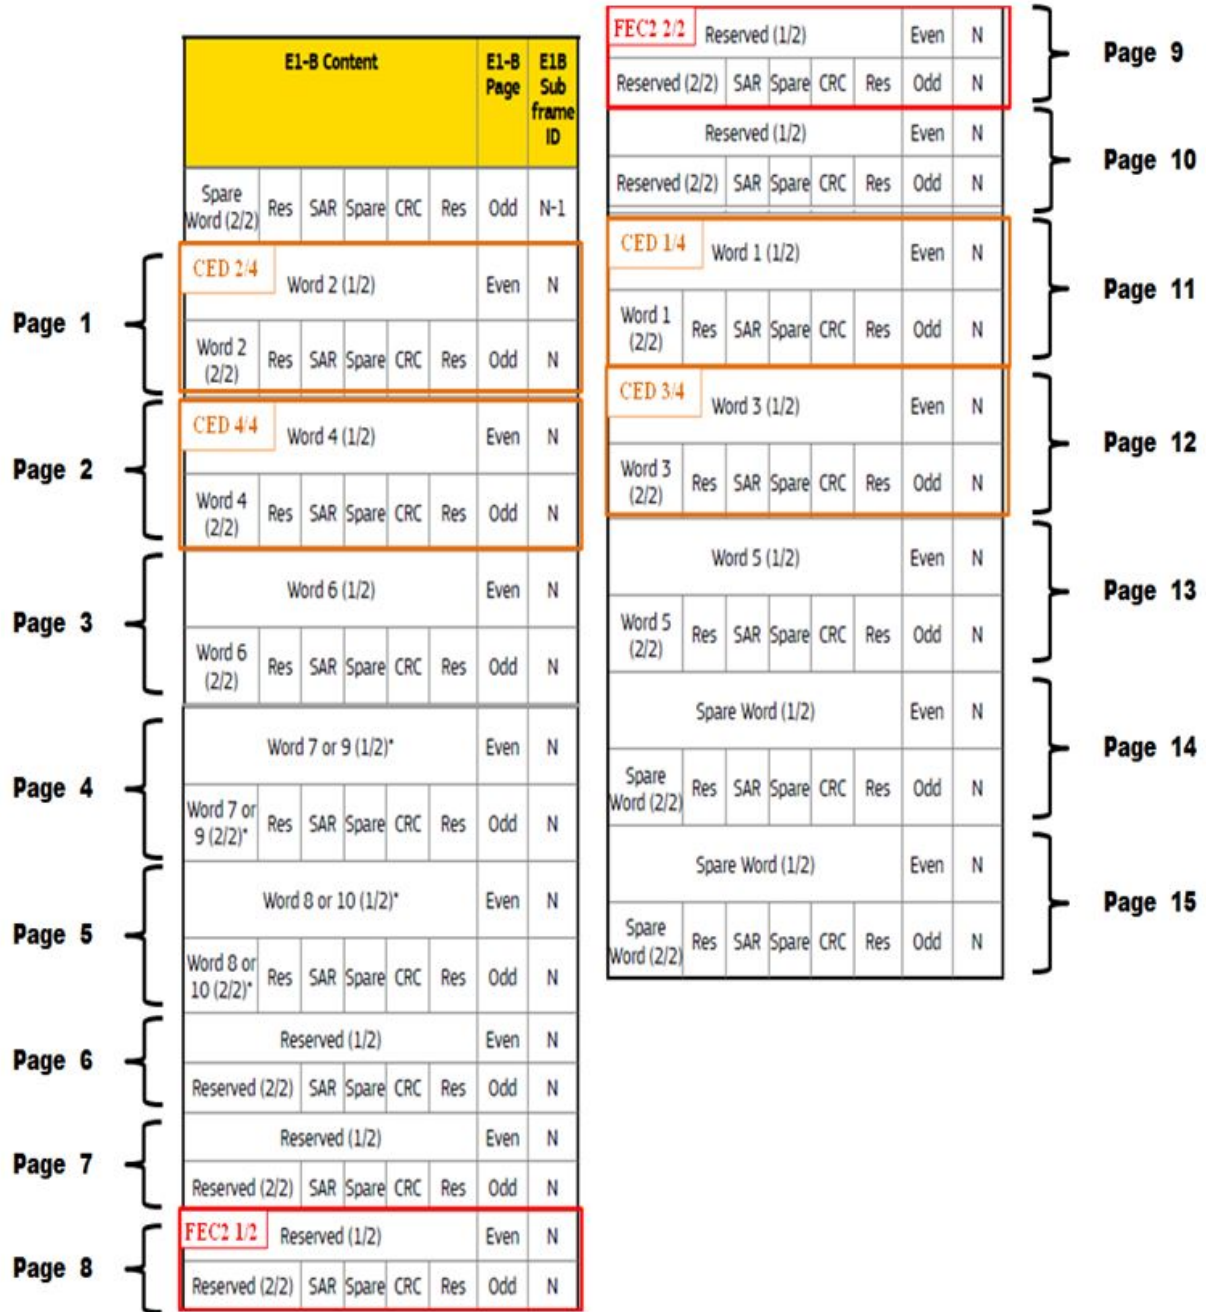 E1-B Content E1-B Page E1B Sub frame ID
Spare Word (2/2) Res SAR Spare CRC Res Odd N-1
Page 1
CED 2/4 Word 2 (1/2) Even N
Word 2 (2/2) Res SAR Spare CRC Res Odd N
Page 2
CED 4/4 Word 4 (1/2) Even N
Word 4 (2/2) Res SAR Spare CRC Res Odd N
Page 3
Word 6 (1/2) Even N
Word 6 (2/2) Res SAR Spare CRC Res Odd N
Page 4
Word 7 or 9 (1/2)* Even N
Word 7 or 9 (2/2)* Res SAR Spare CRC Res Odd N
Page 5
Word 8 or 10 (1/2)* Even N
Word 8 or 10 (2/2)* Res SAR Spare CRC Res Odd N
Page 6
Reserved (1/2) Even N
Reserved (2/2) SAR Spare CRC Res Odd N
Page 7
Reserved (1/2) Even N
Reserved (2/2) SAR Spare CRC Res Odd N
Page 8
FEC2 1/2 Reserved (1/2) Even N
Reserved (2/2) SAR Spare CRC Res Odd N
FEC2 2/2 Reserved (1/2) Even N
Reserved (2/2) SAR Spare CRC Res Odd N
Page 9
Reserved (1/2) Even N
Reserved (2/2) SAR Spare CRC Res Odd N
Page 10
CED 1/4 Word 1 (1/2) Even N
Word 1 (2/2) Res SAR Spare CRC Res Odd N
Page 11
CED 3/4 Word 3 (1/2) Even N
Word 3 (2/2) Res SAR Spare CRC Res Odd N
Page 12
Word 5 (1/2) Even N
Word 5 (2/2) Res SAR Spare CRC Res Odd N
Page 13
Spare Word (1/2) Even N
Spare Word (2/2) Res SAR Spare CRC Res Odd N
Page 14
Spare Word (1/2) Even N
Spare Word (2/2) Res SAR Spare CRC Res Odd N
Page 15